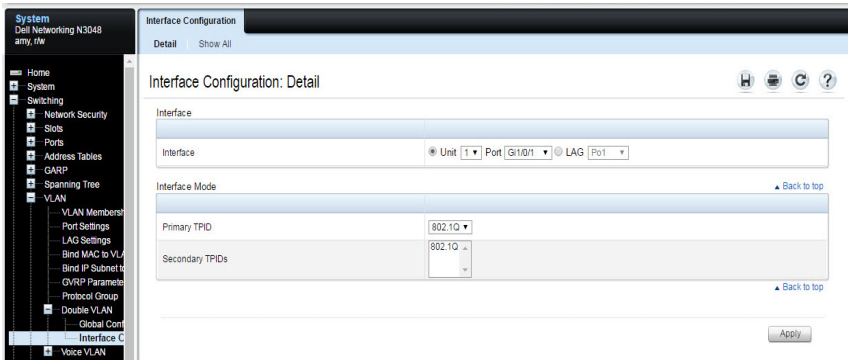 System
Dell Networking N3048
amy, r/w
Home
System
Switching
Network Security
Slots
Ports
Address Tables
GARP
Spanning Tree
VLAN
VLAN Membersh
Port Settings
LAG Settings
Bind MAC to VLA
Bind IP Subnet to
GVRP Paramete
Protocol Group
Double VLAN
Global Conf
Interface C
Voice VLAN
Interface Configuration
Detail Show All
Interface Configuration: Detail
Interface
Interface Unit 1 Port Gi1/0/1 LAG Po1
Interface Mode Back to top
Primary TPID 802.1Q
Secondary TPIDs 802.1Q
Back to top
Apply